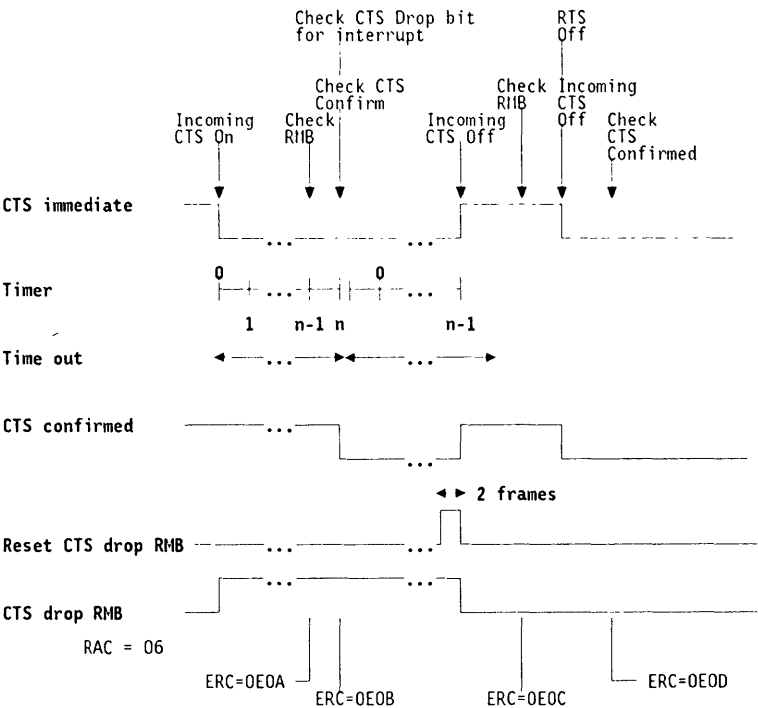 Check CTS Drop bit
for interrupt
RTS
Off
Check CTS
Confirm
Check
RMB
Incoming
CTS
Off
Incoming
CTS On
Check
RMB
Incoming
CTS Off
Check
CTS
Confirmed
CTS immediate
...
...
0
0
Timer
...
...
1
n-1
n
n-1
Time out
...
...
CTS confirmed
...
...
2 frames
Reset CTS drop RMB
...
...
CTS drop RMB
...
...
RAC = 06
ERC=0E0A
ERC=0E0B
ERC=0E0C
ERC=0E0D